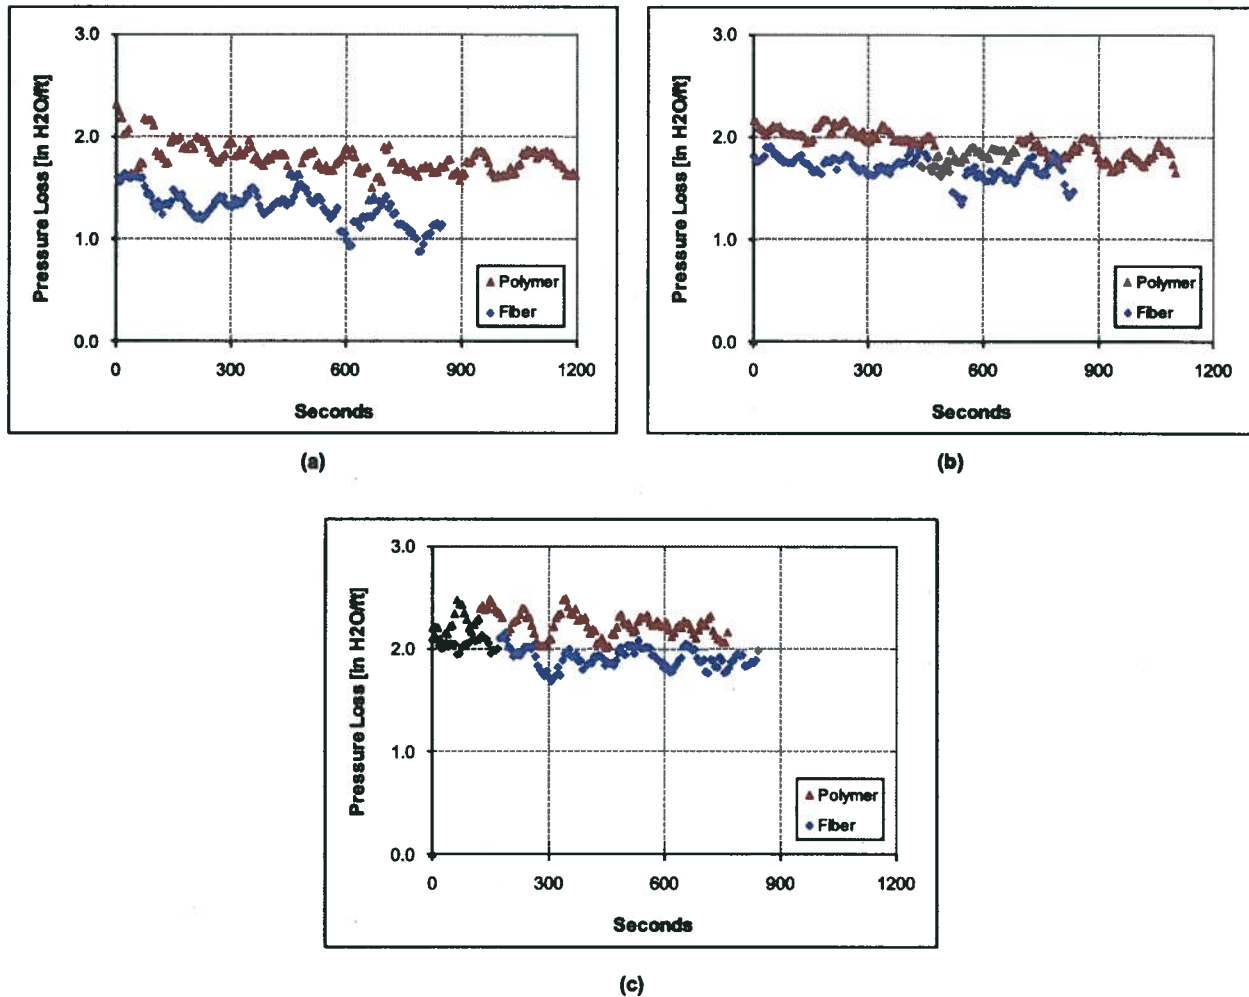 3.0
2.0
1.0
0.0
Pressure Loss [in H2O/ft]
Polymer
Fiber
0 300 600 900 1200
Seconds
(a)
3.0
2.0
1.0
0.0
Pressure Loss [in H2O/ft]
Polymer
Fiber
0 300 600 900 1200
Seconds
(b)
3.0
2.0
1.0
0.0
Pressure Loss [in H2O/ft]
Polymer
Fiber
0 300 600 900 1200
Seconds
(c)